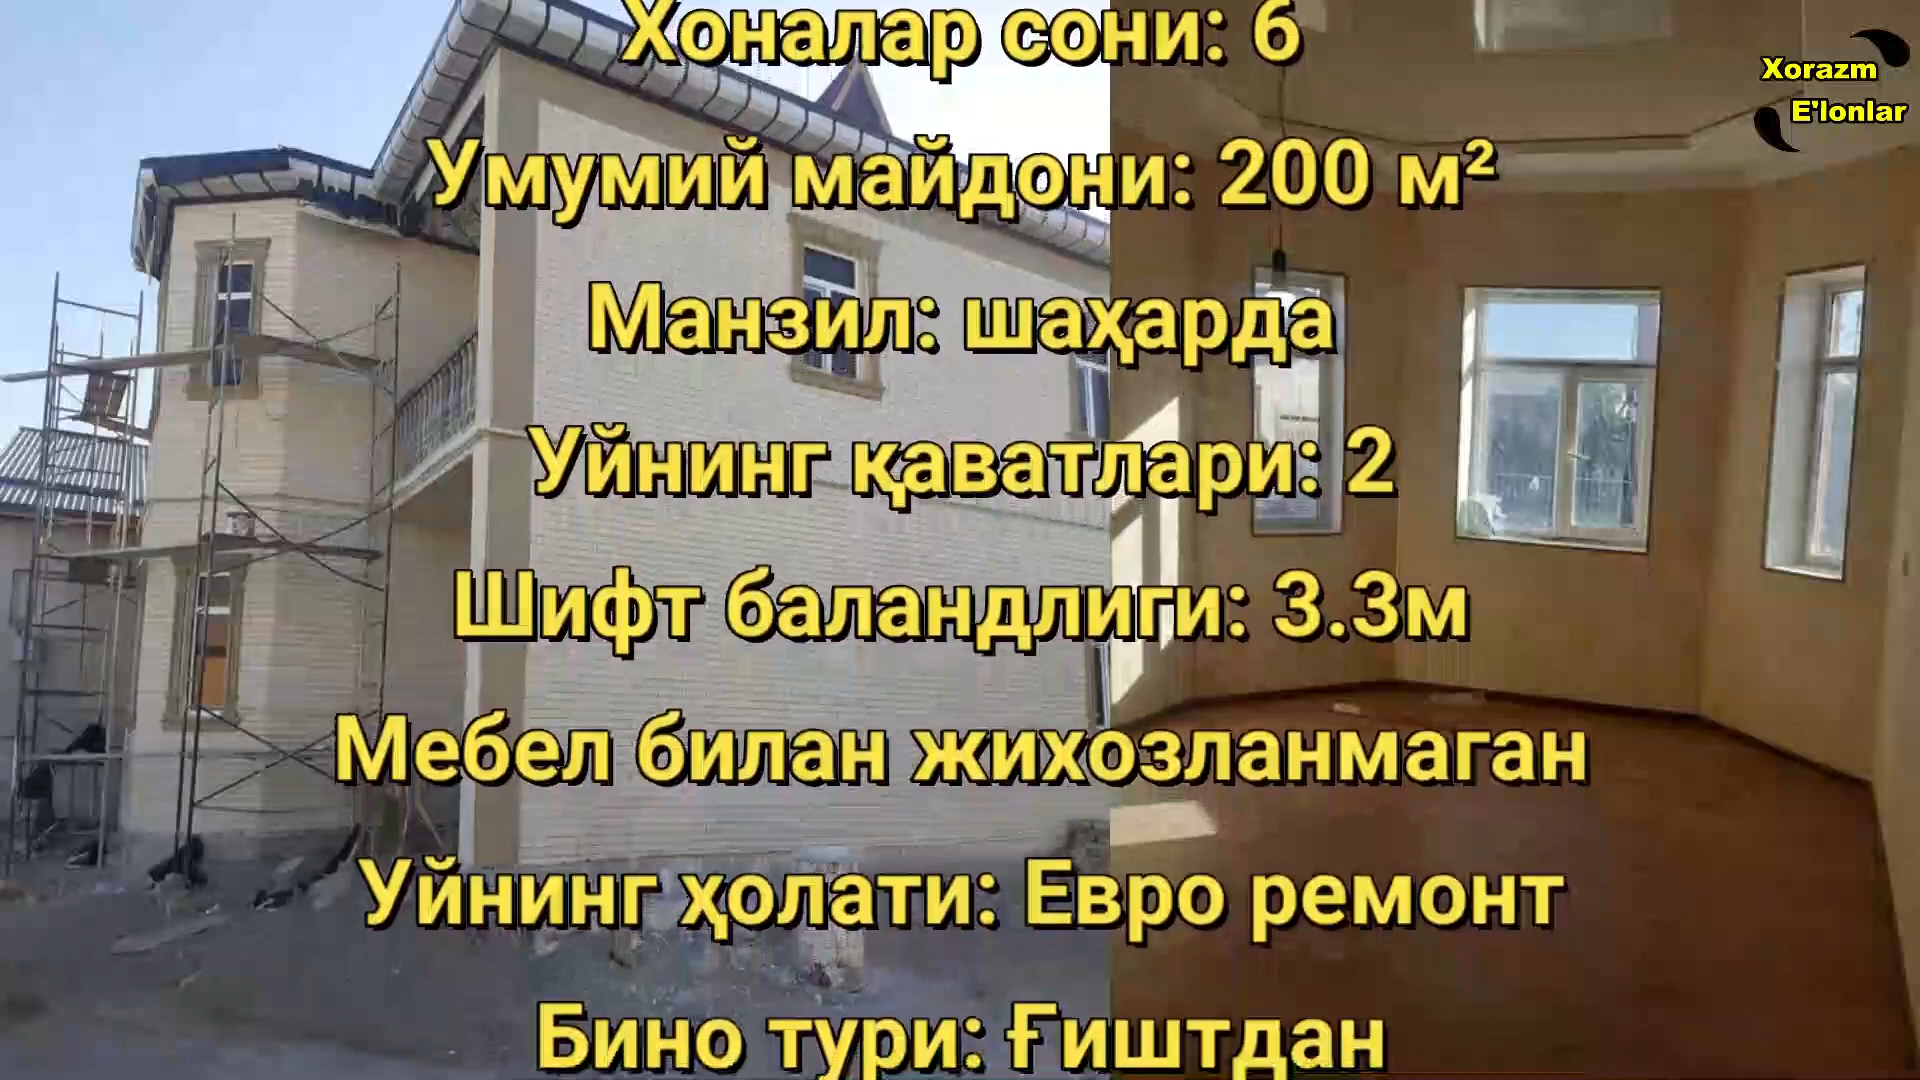 Хоналар сони: 6
Xorazm
E'lonlar
Умумий майдони: 200 м²
Манзил: шаҳарда
Уйнинг қаватлари: 2
Шифт баландлиги: 3.3м
Мебел билан жихозланмаган
Уйнинг ҳолати: Евро ремонт
Бино тури: Ғиштдан